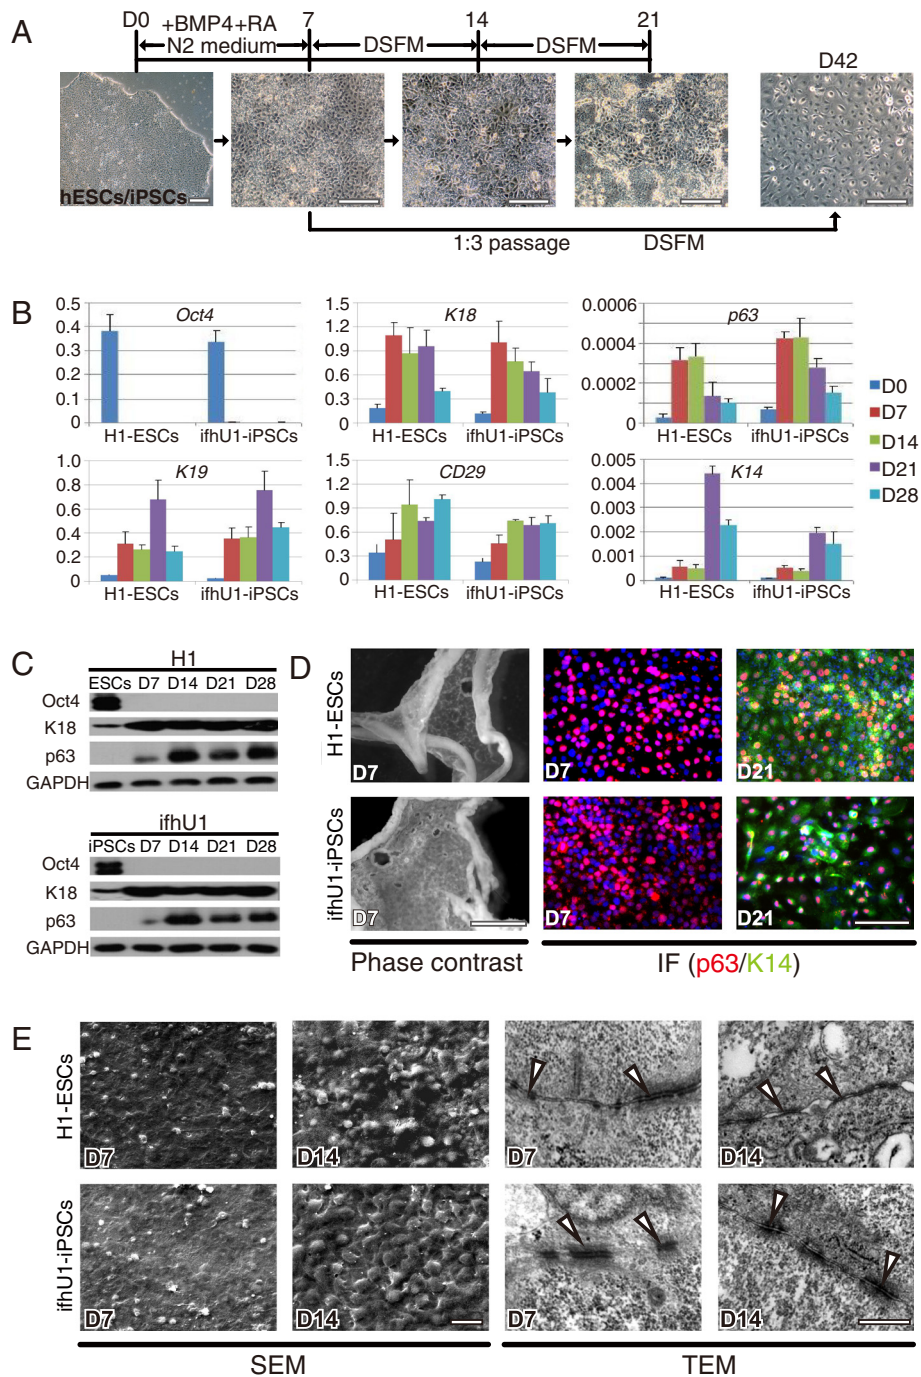 A
D0 +BMP4+RA 7 14 21
N2 medium DSFM DSFM
D42
hESCs/iPSCs
1:3 passage DSFM
B
Oct4
0.5
0.4
0.3
0.2
0.1
0
H1-ESCs ifhU1-iPSCs
K18
1.5
1.2
0.9
0.6
0.3
0
H1-ESCs ifhU1-iPSCs
p63
0.0006
0.0004
0.0002
0
H1-ESCs ifhU1-iPSCs
K19
1.0
0.8
0.6
0.4
0.2
0
H1-ESCs ifhU1-iPSCs
CD29
1.5
1.2
0.9
0.6
0.3
0
H1-ESCs ifhU1-iPSCs
K14
0.005
0.004
0.003
0.002
0.001
0
H1-ESCs ifhU1-iPSCs
D0
D7
D14
D21
D28
C
H1
ESCs D7 D14 D21 D28
Oct4
K18
p63
GAPDH
ifhU1
iPSCs D7 D14 D21 D28
Oct4
K18
p63
GAPDH
D
H1-ESCs
D7 D7 D21
ifhU1-iPSCs
D7 D7 D21
Phase contrast IF (p63/K14)
E
H1-ESCs
D7 D14 D7 D14
ifhU1-iPSCs
D7 D14 D7 D14
SEM TEM